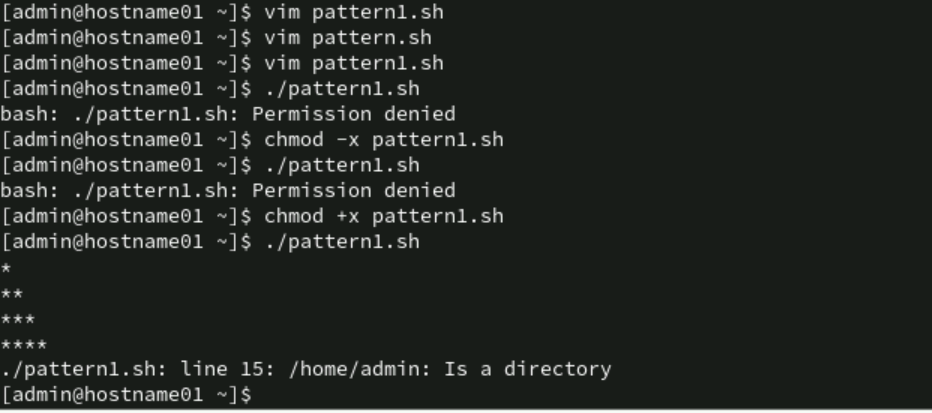 [admin@hostname01 ~]$ vim pattern1.sh
[admin@hostname01 ~]$ vim pattern.sh
[admin@hostname01 ~]$ vim pattern1.sh
[admin@hostname01 ~]$ ./pattern1.sh
bash: ./pattern1.sh: Permission denied
[admin@hostname01 ~]$ chmod -x pattern1.sh
[admin@hostname01 ~]$ ./pattern1.sh
bash: ./pattern1.sh: Permission denied
[admin@hostname01 ~]$ chmod +x pattern1.sh
[admin@hostname01 ~]$ ./pattern1.sh
*
**
***
****
./pattern1.sh: line 15: /home/admin: Is a directory
[admin@hostname01 ~]$